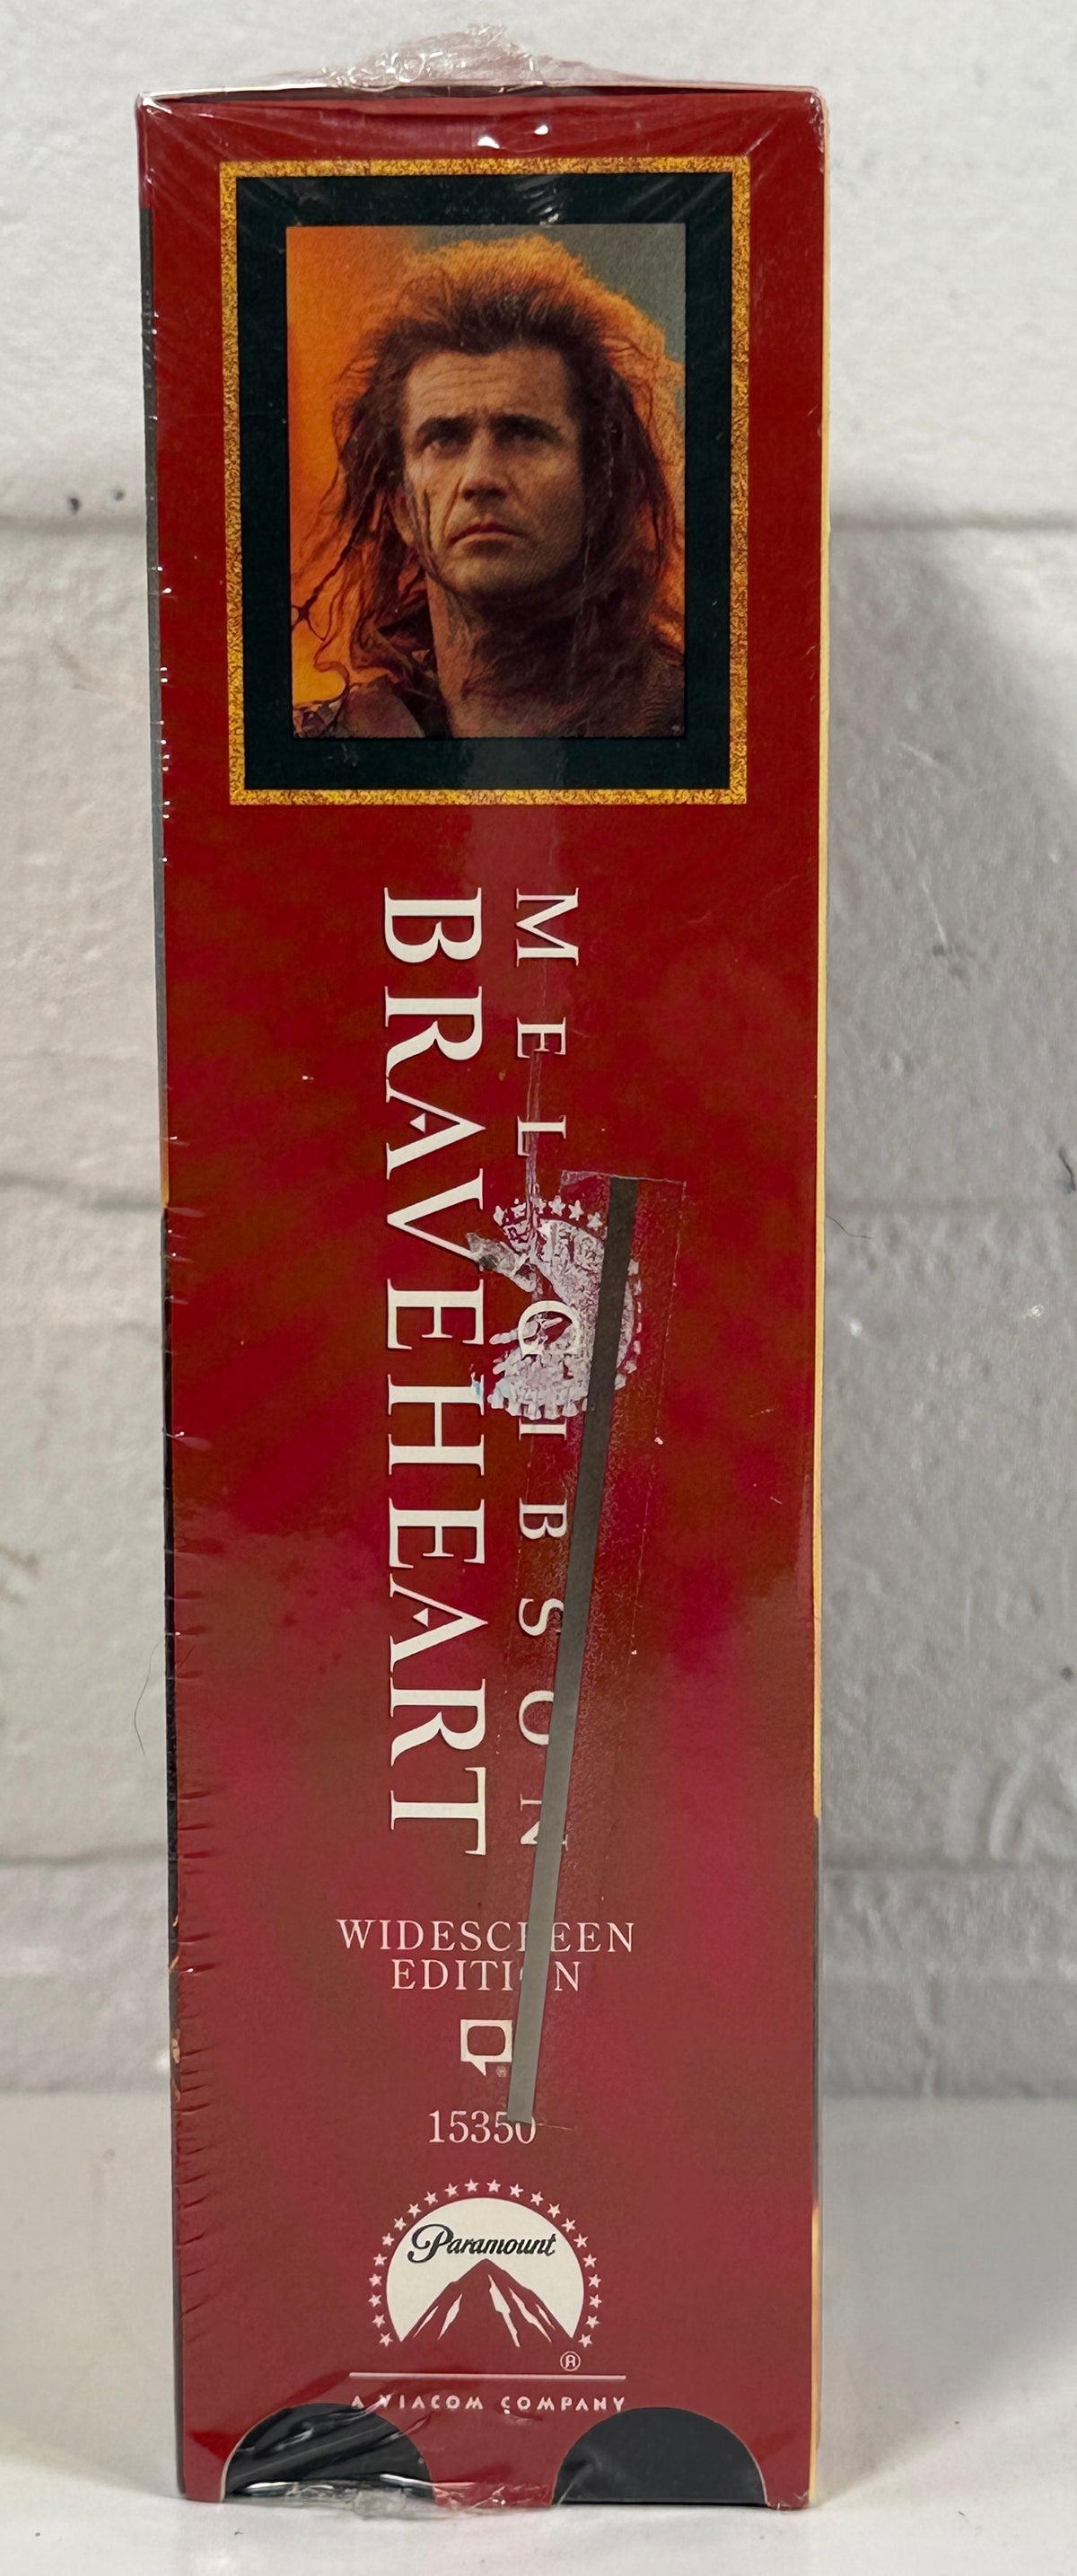 MEL GIBSON
BRAVEHEART
WIDESCREEN
EDITION
15350
Paramount
®
A VIACOM COMPANY